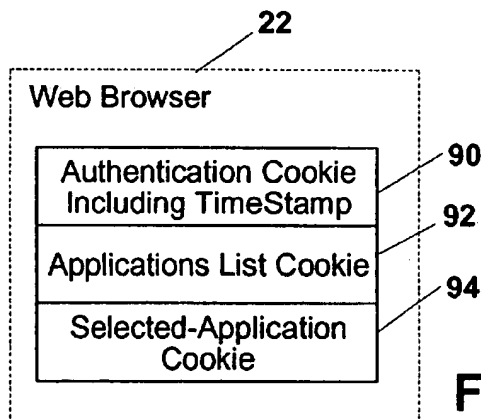 22
Web Browser
Authentication Cookie
Including TimeStamp
90
92
Applications List Cookie
94
Selected-Application
Cookie
F